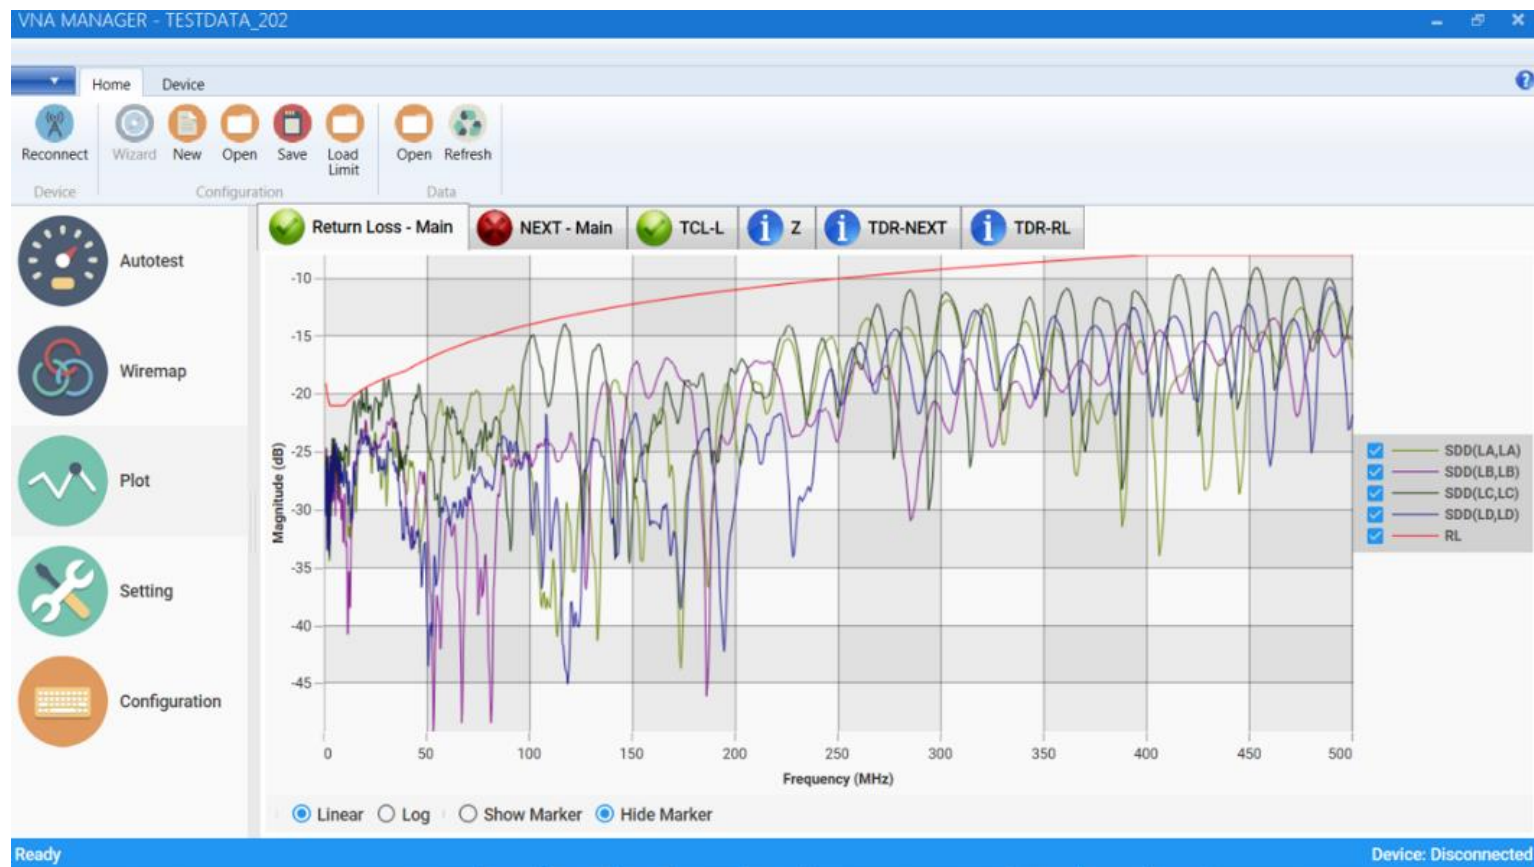 VNA MANAGER - TESTDATA_202
Home Device
Reconnect Wizard New Open Save Load Limit Open Refresh
Device Configuration Data
Return Loss - Main NEXT - Main TCL-L Z TDR-NEXT TDR-RL
Autotest
Wiremap
Plot
Setting
Configuration
Magnitude (dB)
-10
-15
-20
-25
-30
-35
-40
-45
0 50 100 150 200 250 300 350 400 450 500
Frequency (MHz)
SDD(LA,LA)
SDD(LB,LB)
SDD(LC,LC)
SDD(LD,LD)
RL
Linear Log Show Marker Hide Marker
Ready Device: Disconnected